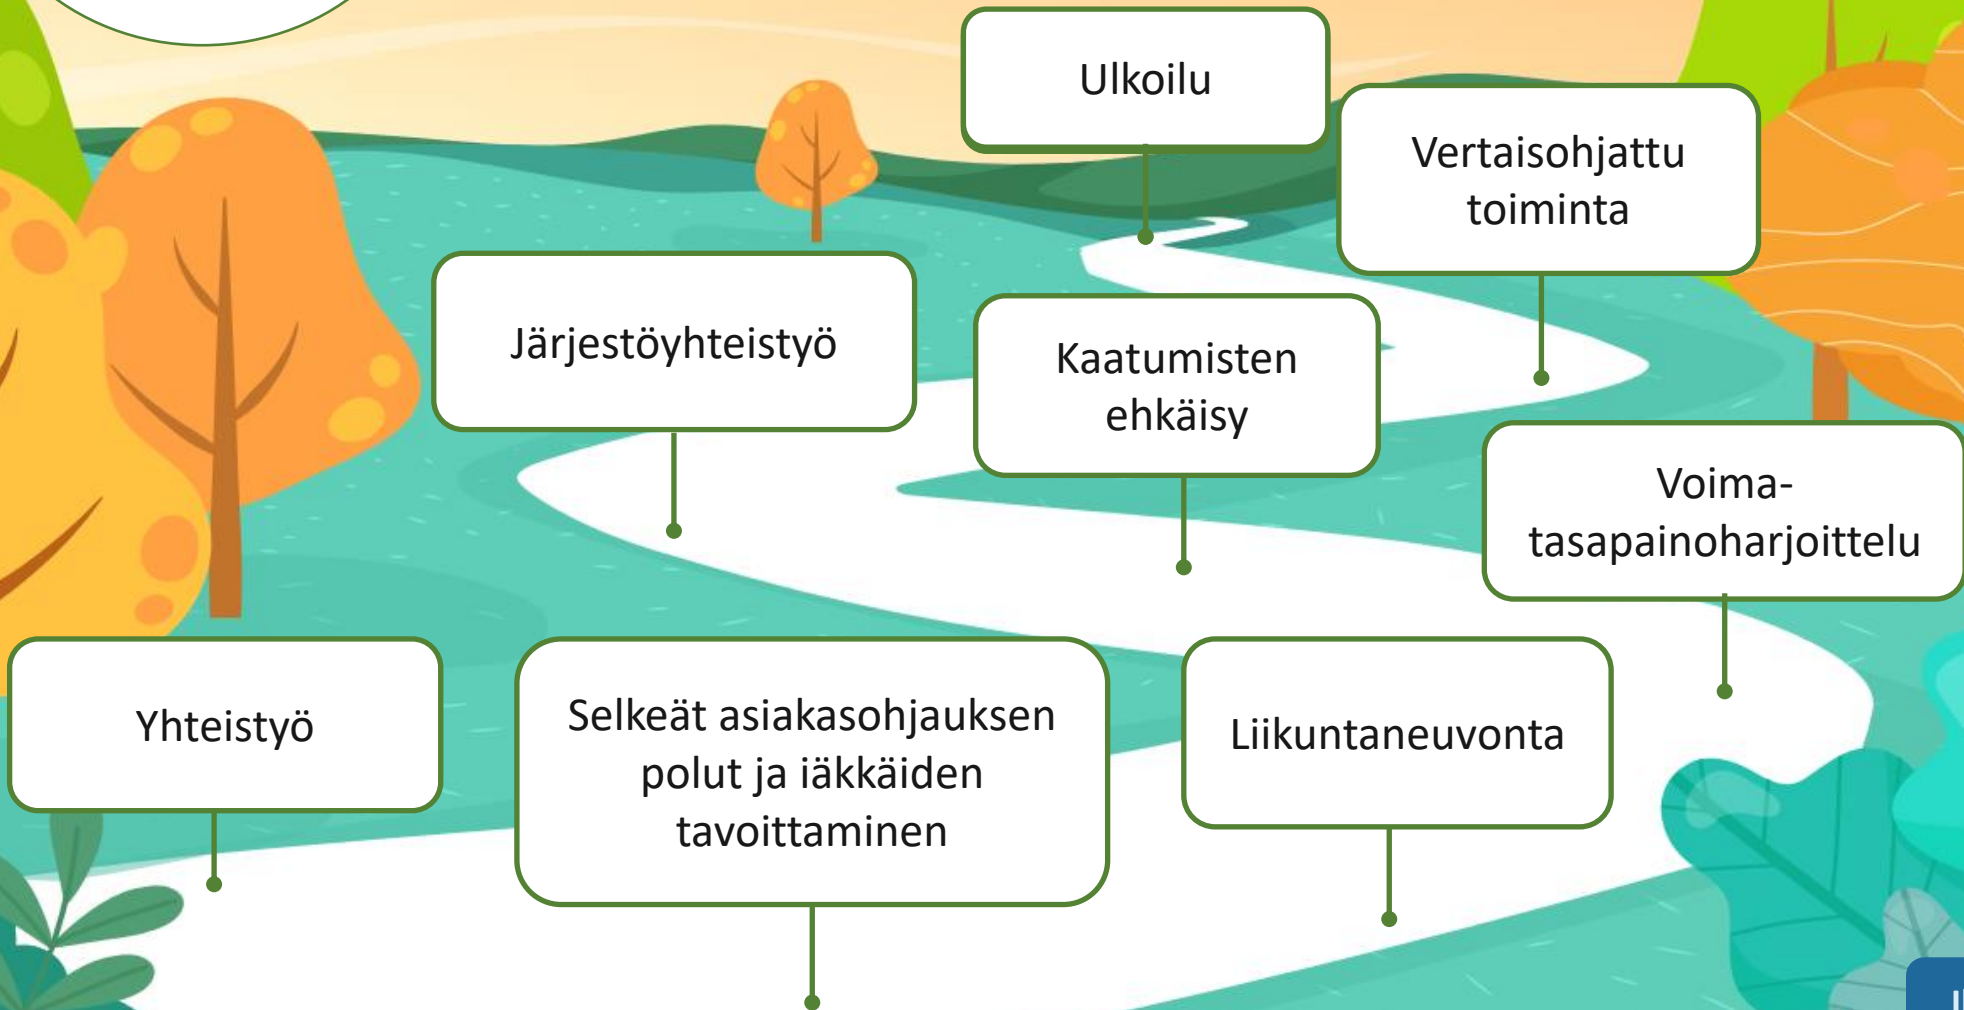 Ulkoilu
Vertaisohjattu
toiminta
Järjestöyhteistyö
Kaatumisten
ehkäisy
Voima-
tasapainoharjoittelu
Yhteistyö
Selkeät asiakasohjauksen
polut ja iäkkäiden
tavoittaminen
Liikuntaneuvonta